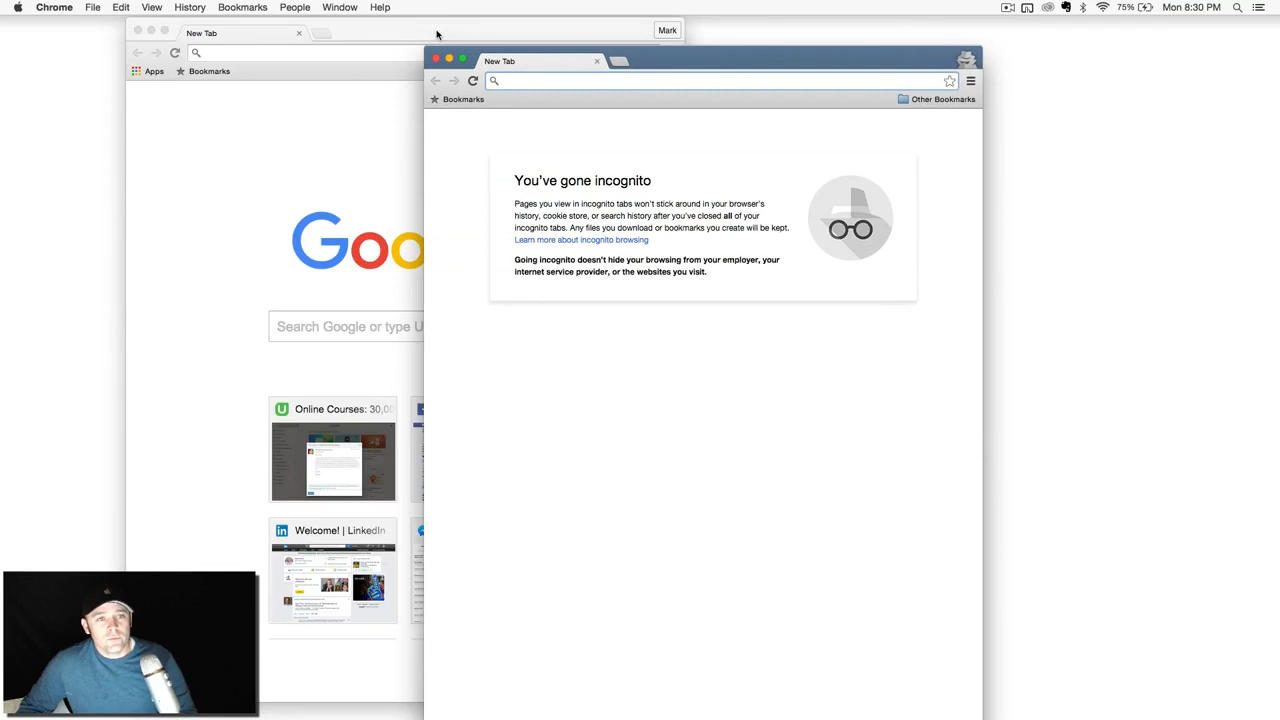 Chrome File Edit View History Bookmarks People Window Help
75% Mon 8:30 PM
New Tab
Mark
Apps
Bookmarks
Goo
Search Google or type U
Online Courses: 30,00
Welcome! | LinkedIn
New Tab
Bookmarks
Other Bookmarks
You've gone incognito
Pages you view in incognito tabs won't stick around in your browser's
history, cookie store, or search history after you've closed all of your
incognito tabs. Any files you download or bookmarks you create will be kept.
Learn more about incognito browsing
Going incognito doesn't hide your browsing from your employer, your
internet service provider, or the websites you visit.